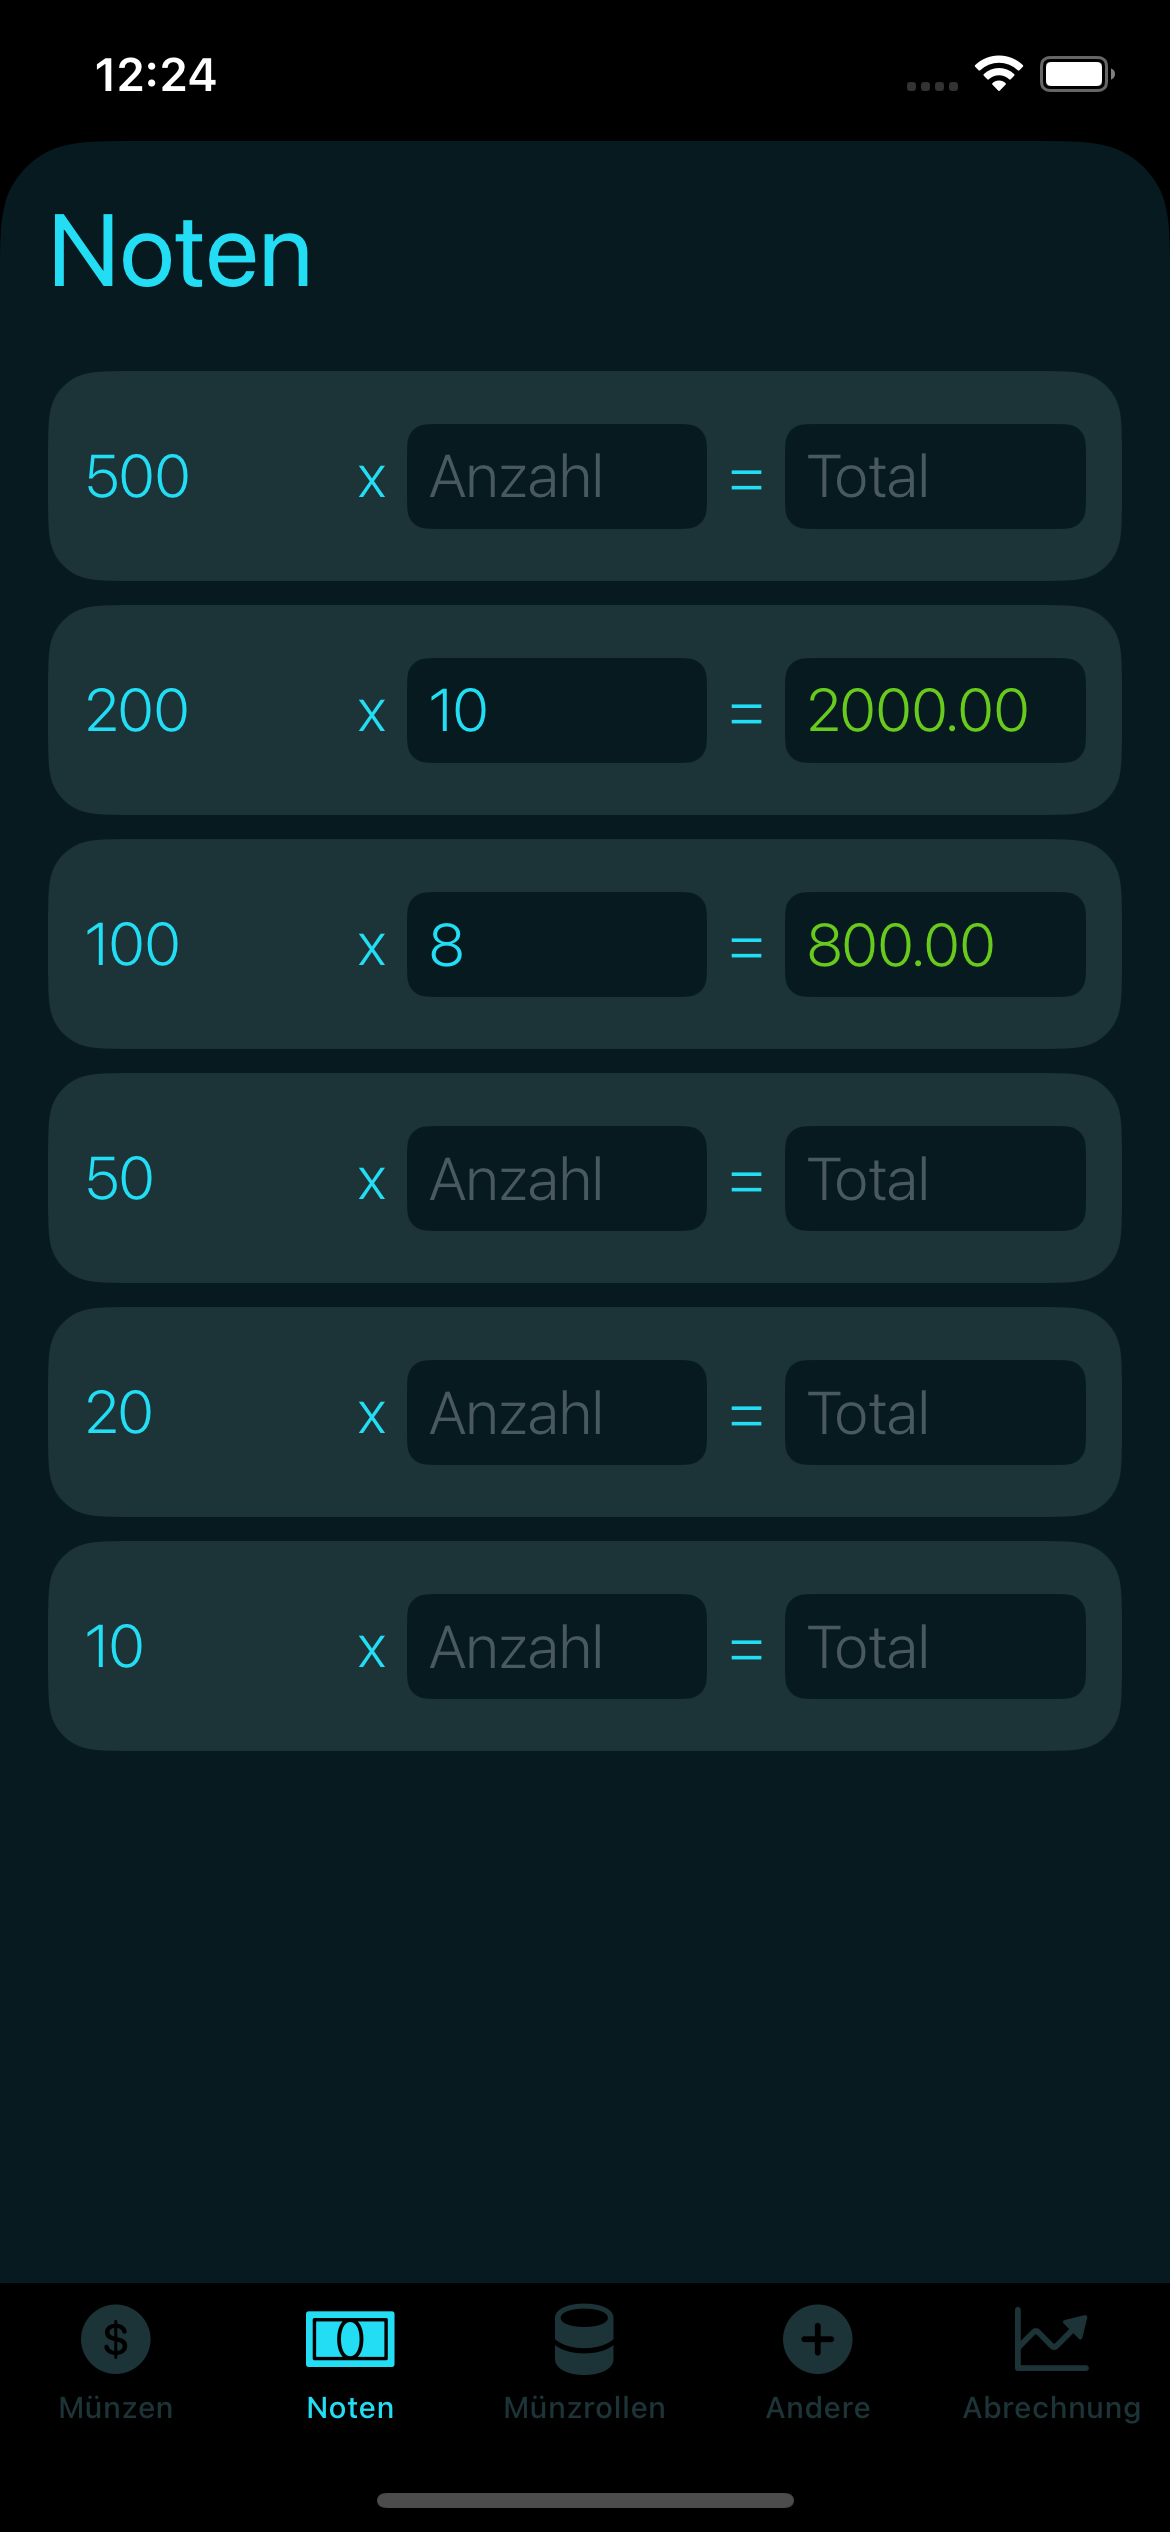 12:24
Noten
500 x Anzahl = Total
200 x 10 = 2000.00
100 x 8 = 800.00
50 x Anzahl = Total
20 x Anzahl = Total
10 x Anzahl = Total
$
Münzen Noten Münzrollen Andere Abrechnung